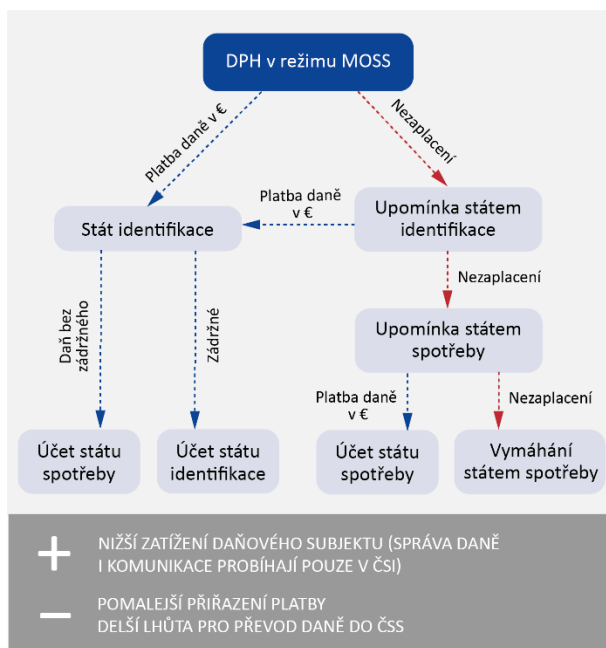 DPH v režimu MOSS
Platba daně v €
Nezaplacení
Stát identifikace
Platba daně
v €
Upomínka státem
identifikace
Nezaplacení
Daň bez
zádržného
Zádržné
Upomínka státem
spotřeby
Platba daně
v €
Nezaplacení
Účet státu
spotřeby
Účet státu
identifikace
Účet státu
spotřeby
Vymáhání
státem spotřeby
+ NIŽŠÍ ZATÍŽENÍ DAŇOVÉHO SUBJEKTU (SPRÁVA DANĚ
I KOMUNIKACE PROBÍHAJÍ POUZE V ČSI)
– POMALEJŠÍ PŘIŘAZENÍ PLATBY
DELŠÍ LHŮTA PRO PŘEVOD DANĚ DO ČSS